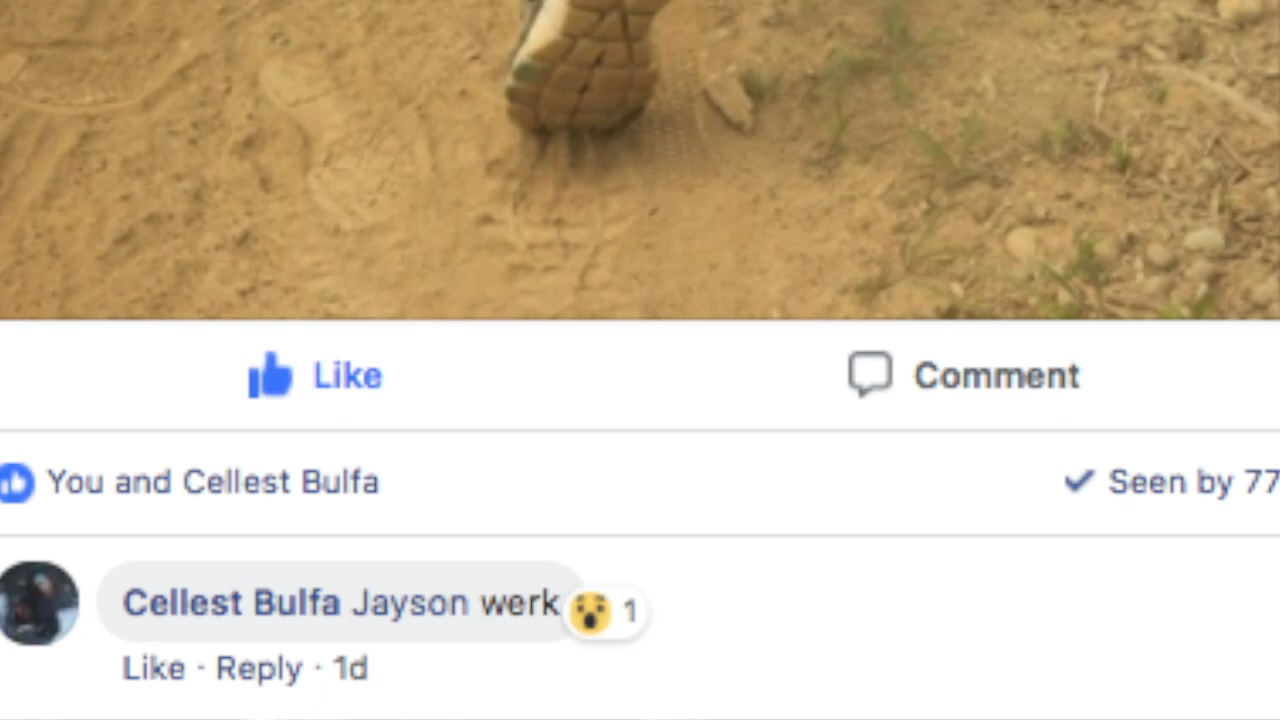 Like Comment
You and Cellest Bulfa Seen by 77
Cellest Bulfa Jayson werk 1
Like · Reply · 1d